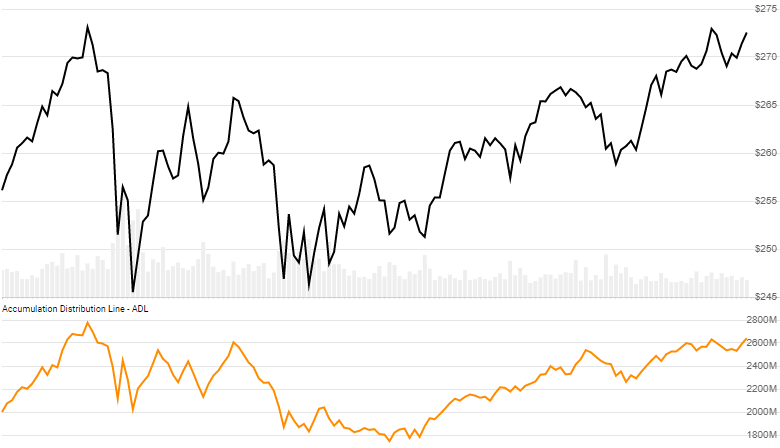 $275
$270
$265
$260
$255
$250
$245
Accumulation Distribution Line - ADL
2800M
2600M
2400M
2200M
2000M
1800M